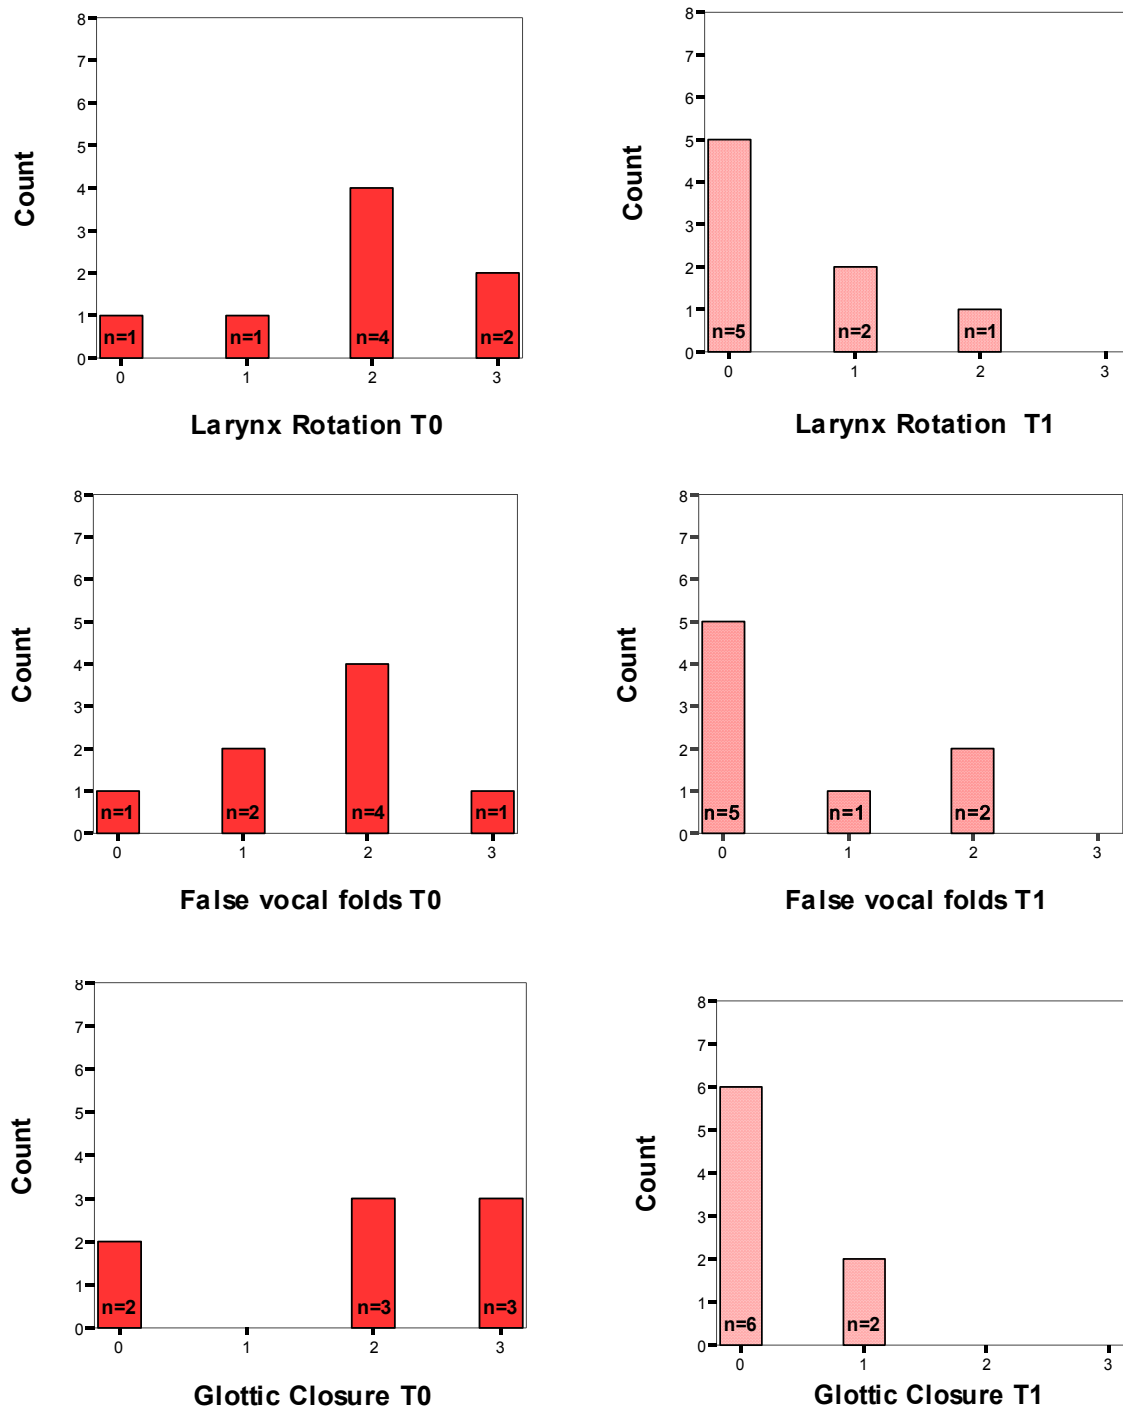 8
7
6
5
4
3
2
1
0
Count
n=1
n=1
n=4
n=2
0 1 2 3
Larynx Rotation T0
8
7
6
5
4
3
2
1
0
Count
n=5
n=2
n=1
0 1 2 3
Larynx Rotation T1
8
7
6
5
4
3
2
1
0
Count
n=1
n=2
n=4
n=1
0 1 2 3
False vocal folds T0
8
7
6
5
4
3
2
1
0
Count
n=5
n=1
n=2
0 1 2 3
False vocal folds T1
8
7
6
5
4
3
2
1
0
Count
n=2
n=3
n=3
0 1 2 3
Glottic Closure T0
8
7
6
5
4
3
2
1
0
Count
n=6
n=2
0 1 2 3
Glottic Closure T1